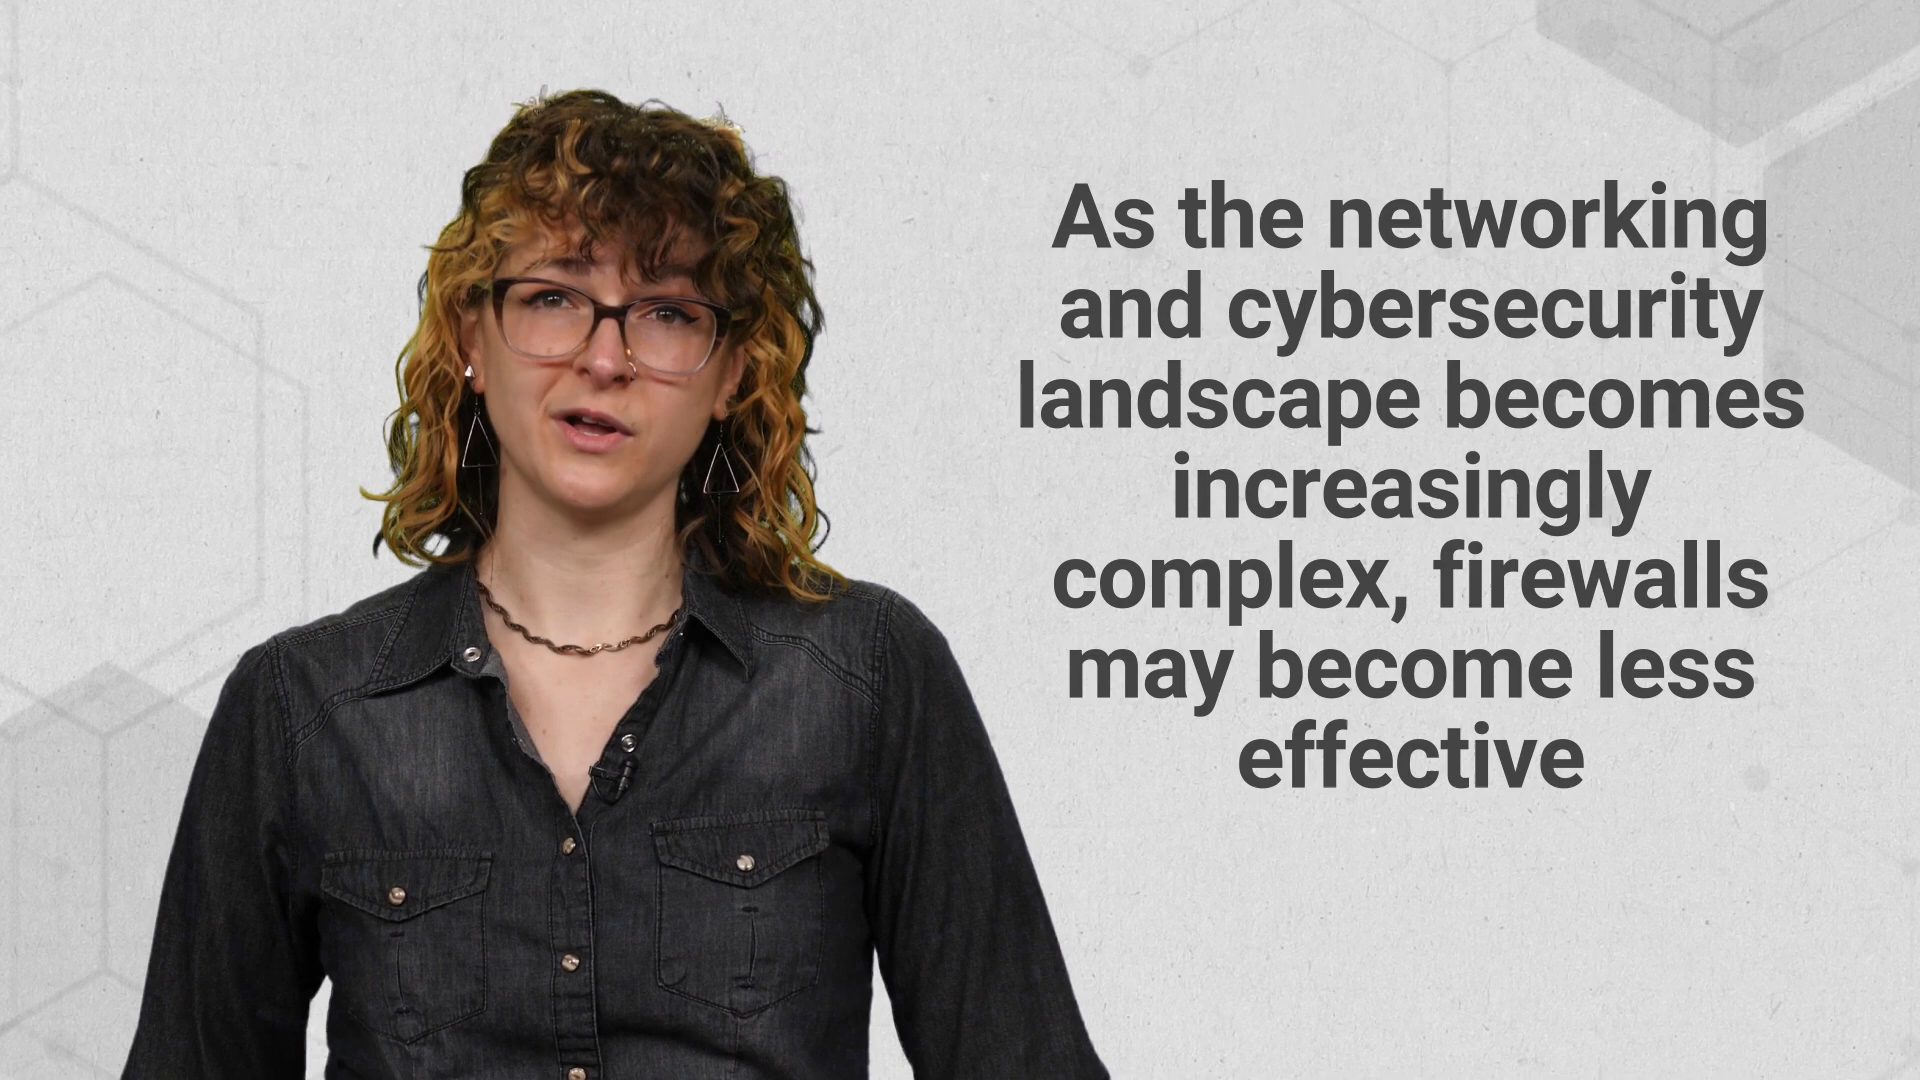 As the networking
and cybersecurity
landscape becomes
increasingly
complex, firewalls
may become less
effective